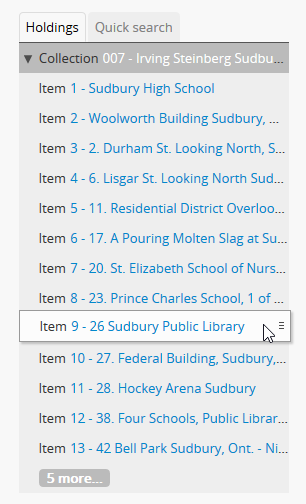 Holdings Quick search
▼ Collection 007 - Irving Steinberg Sudbu...
Item 1 - Sudbury High School
Item 2 - Woolworth Building Sudbury, ...
Item 3 - 2. Durham St. Looking North, S...
Item 4 - 6. Lisgar St. Looking North Sud...
Item 5 - 11. Residential District Overloo...
Item 6 - 17. A Pouring Molten Slag at Su...
Item 7 - 20. St. Elizabeth School of Nurs...
Item 8 - 23. Prince Charles School, 1 of ...
Item 9 - 26 Sudbury Public Library
Item 10 - 27. Federal Building, Sudbury,...
Item 11 - 28. Hockey Arena Sudbury
Item 12 - 38. Four Schools, Public Librar...
Item 13 - 42 Bell Park Sudbury, Ont. - Ni...
5 more...